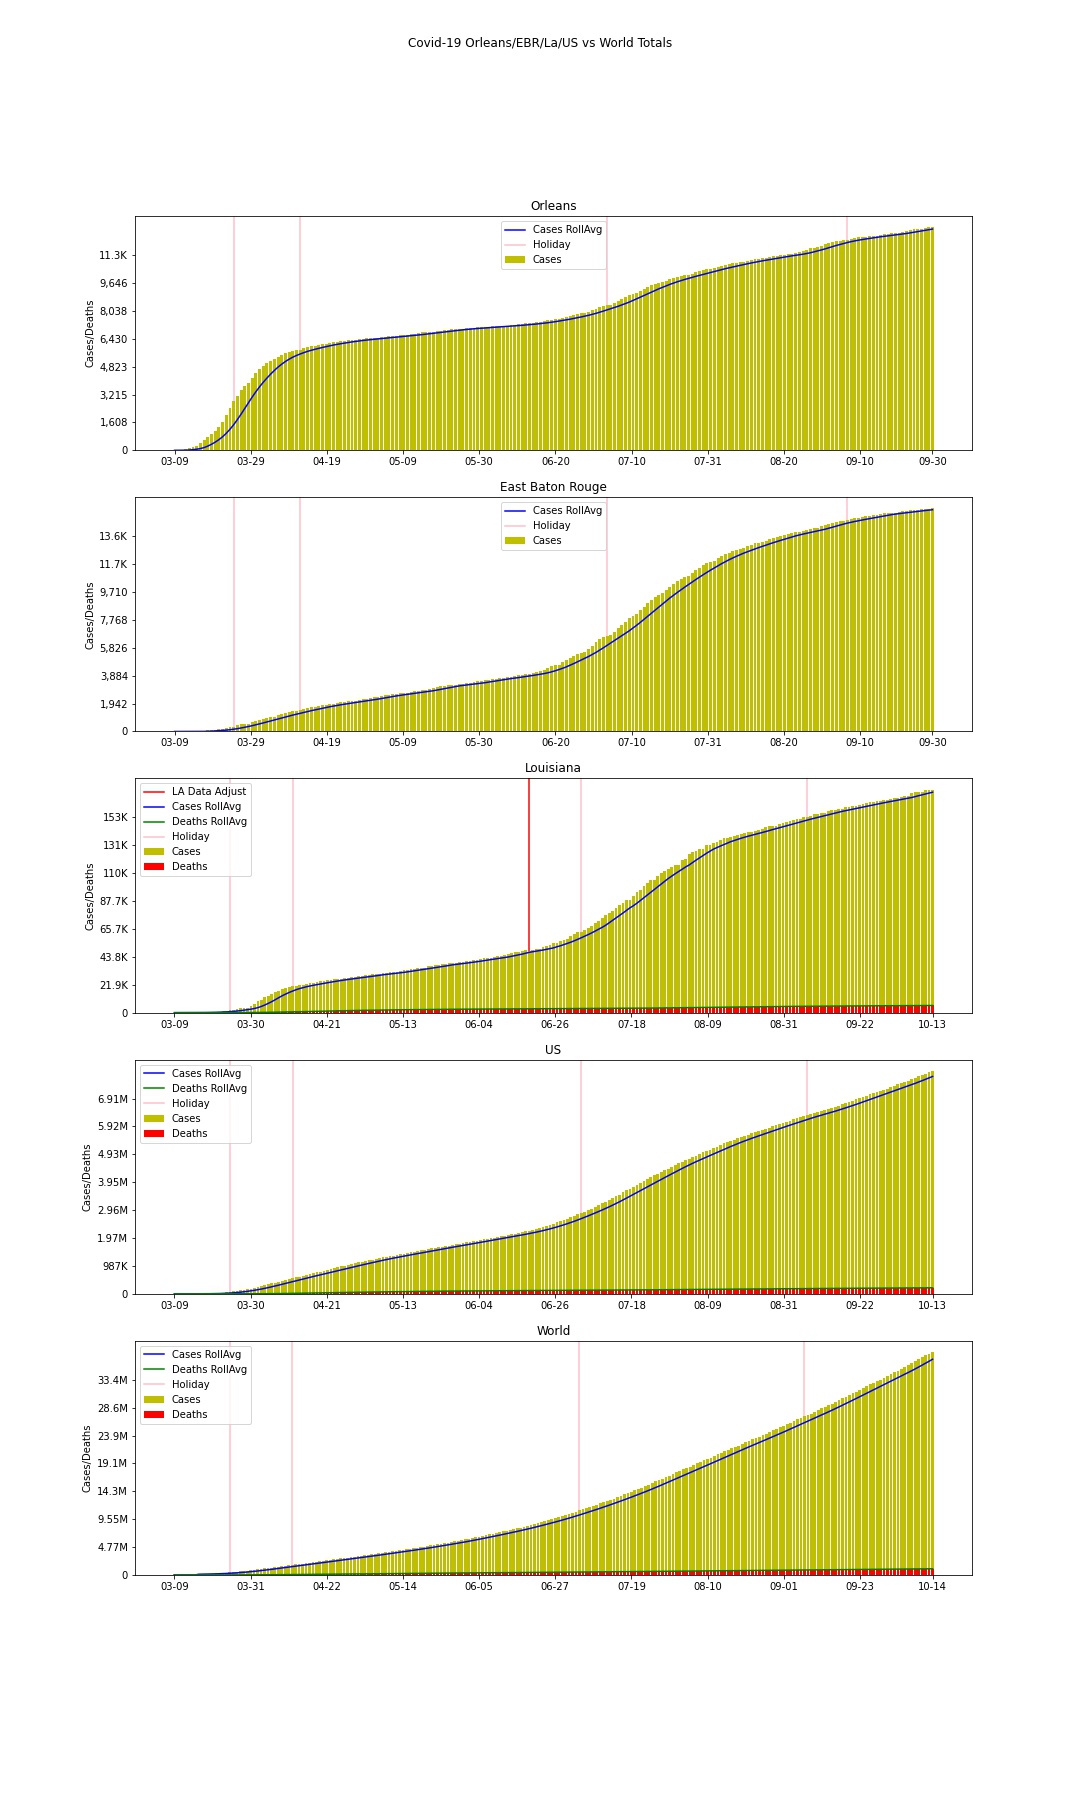 Covid-19 Orleans/EBR/La/US vs World Totals
Orleans
Cases RollAvg
Holiday
Cases
Cases/Deaths
11.3K
9,646
8,038
6,430
4,823
3,215
1,608
0
03-09 03-29 04-19 05-09 05-30 06-20 07-10 07-31 08-20 09-10 09-30
East Baton Rouge
Cases RollAvg
Holiday
Cases
Cases/Deaths
13.6K
11.7K
9,710
7,768
5,826
3,884
1,942
0
03-09 03-29 04-19 05-09 05-30 06-20 07-10 07-31 08-20 09-10 09-30
Louisiana
LA Data Adjust
Cases RollAvg
Deaths RollAvg
Holiday
Cases
Deaths
Cases/Deaths
153K
131K
110K
87.7K
65.7K
43.8K
21.9K
0
03-09 03-30 04-21 05-13 06-04 06-26 07-18 08-09 08-31 09-22 10-13
US
Cases RollAvg
Deaths RollAvg
Holiday
Cases
Deaths
Cases/Deaths
6.91M
5.92M
4.93M
3.95M
2.96M
1.97M
987K
0
03-09 03-30 04-21 05-13 06-04 06-26 07-18 08-09 08-31 09-22 10-13
World
Cases RollAvg
Deaths RollAvg
Holiday
Cases
Deaths
Cases/Deaths
33.4M
28.6M
23.9M
19.1M
14.3M
9.55M
4.77M
0
03-09 03-31 04-22 05-14 06-05 06-27 07-19 08-10 09-01 09-23 10-14